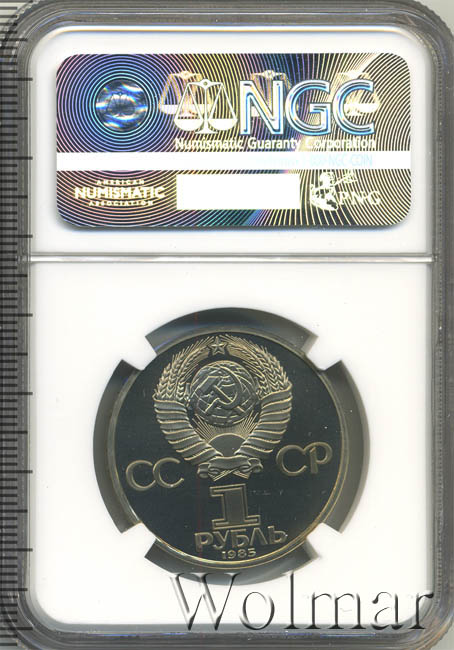 NGC
Numismatic Guaranty Corporation
AMERICAN
NUMISMATIC
ASSOCIATION
PNG
СС СР
1
РУБЛЬ
1985
Wolmar